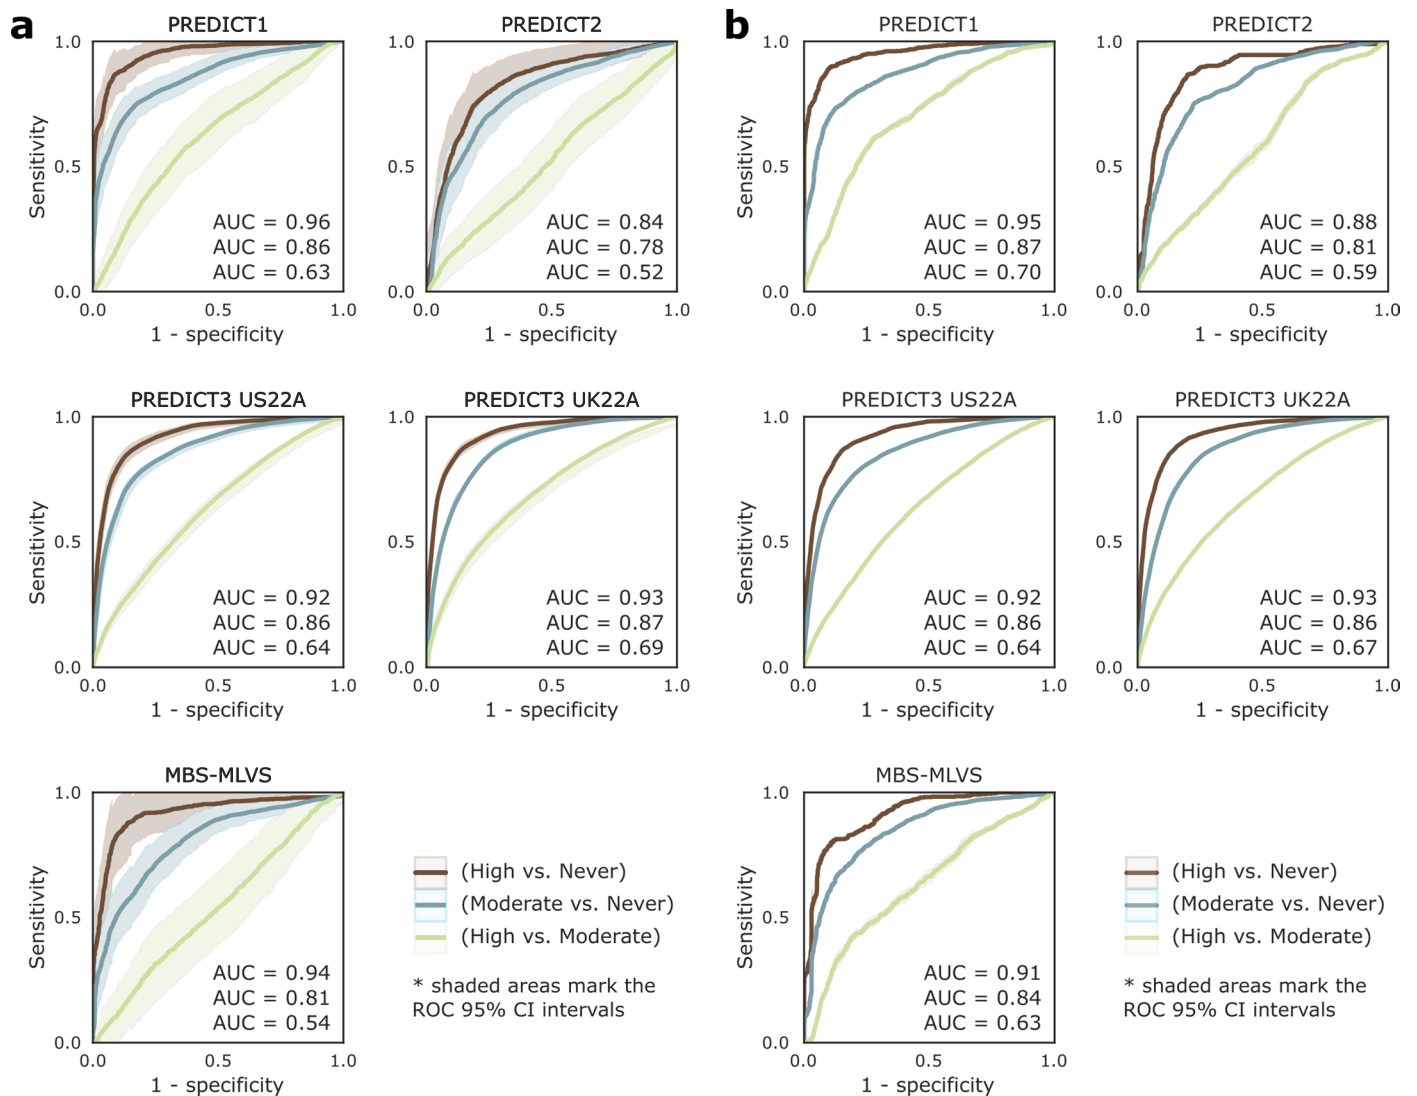 a
PREDICT1
1.0
0.5
0.0
Sensitivity
AUC = 0.96
AUC = 0.86
AUC = 0.63
0.0 0.5 1.0
1 - specificity
PREDICT2
1.0
0.5
0.0
AUC = 0.84
AUC = 0.78
AUC = 0.52
0.0 0.5 1.0
1 - specificity
PREDICT3 US22A
1.0
0.5
0.0
Sensitivity
AUC = 0.92
AUC = 0.86
AUC = 0.64
0.0 0.5 1.0
1 - specificity
PREDICT3 UK22A
1.0
0.5
0.0
AUC = 0.93
AUC = 0.87
AUC = 0.69
0.0 0.5 1.0
1 - specificity
MBS-MLVS
1.0
0.5
0.0
Sensitivity
AUC = 0.94
AUC = 0.81
AUC = 0.54
0.0 0.5 1.0
1 - specificity
(High vs. Never)
(Moderate vs. Never)
(High vs. Moderate)
* shaded areas mark the
ROC 95% CI intervals
b
PREDICT1
1.0
0.5
0.0
Sensitivity
AUC = 0.95
AUC = 0.87
AUC = 0.70
0.0 0.5 1.0
1 - specificity
PREDICT2
1.0
0.5
0.0
AUC = 0.88
AUC = 0.81
AUC = 0.59
0.0 0.5 1.0
1 - specificity
PREDICT3 US22A
1.0
0.5
0.0
Sensitivity
AUC = 0.92
AUC = 0.86
AUC = 0.64
0.0 0.5 1.0
1 - specificity
PREDICT3 UK22A
1.0
0.5
0.0
AUC = 0.93
AUC = 0.86
AUC = 0.67
0.0 0.5 1.0
1 - specificity
MBS-MLVS
1.0
0.5
0.0
Sensitivity
AUC = 0.91
AUC = 0.84
AUC = 0.63
0.0 0.5 1.0
1 - specificity
(High vs. Never)
(Moderate vs. Never)
(High vs. Moderate)
* shaded areas mark the
ROC 95% CI intervals